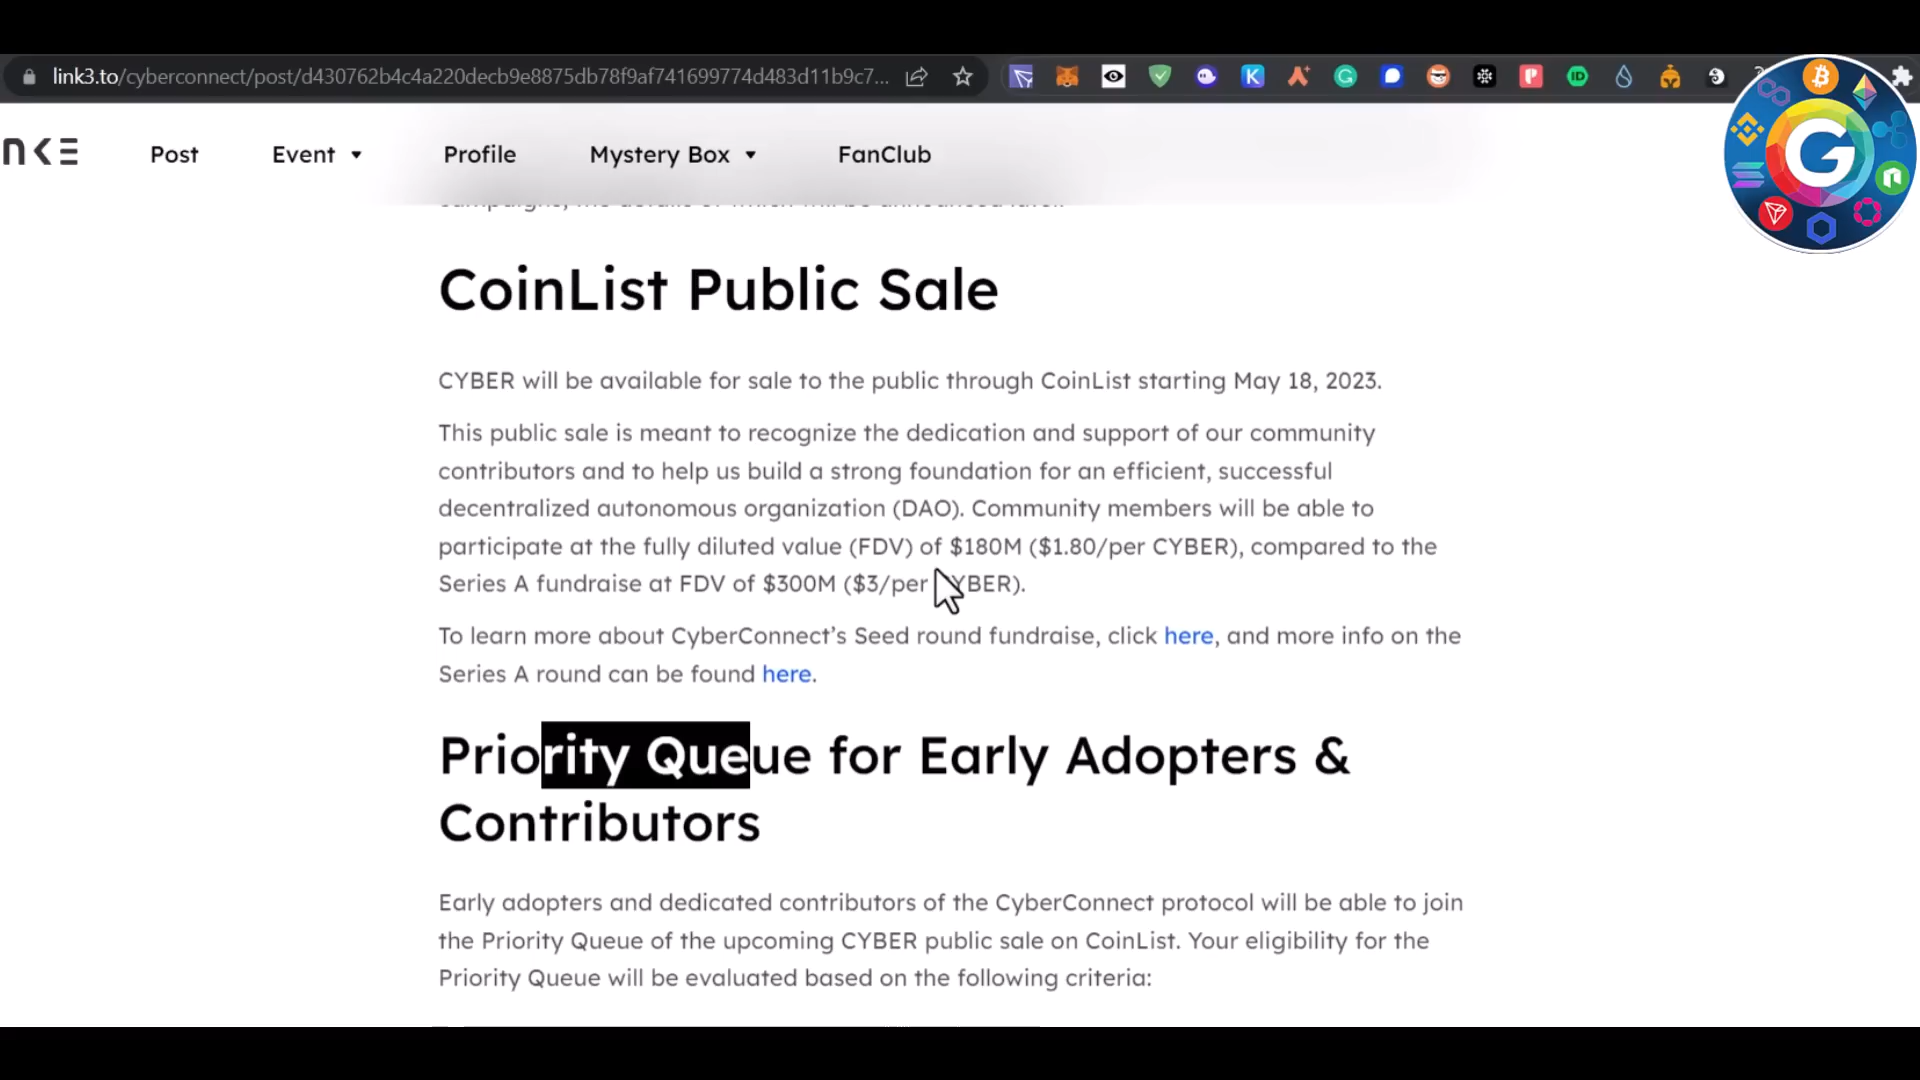 link3.to/cyberconnect/post/d430762b4c4a220decb9e8875db78f9af741699774d483d11b9c7...
Post
Event
Profile
Mystery Box
FanClub
CoinList Public Sale
CYBER will be available for sale to the public through CoinList starting May 18, 2023.
This public sale is meant to recognize the dedication and support of our community
contributors and to help us build a strong foundation for an efficient, successful
decentralized autonomous organization (DAO). Community members will be able to
participate at the fully diluted value (FDV) of $180M ($1.80/per CYBER), compared to the
Series A fundraise at FDV of $300M ($3/per CYBER).
To learn more about CyberConnect’s Seed round fundraise, click here, and more info on the
Series A round can be found here.
Priority Queue for Early Adopters &
Contributors
Early adopters and dedicated contributors of the CyberConnect protocol will be able to join
the Priority Queue of the upcoming CYBER public sale on CoinList. Your eligibility for the
Priority Queue will be evaluated based on the following criteria: